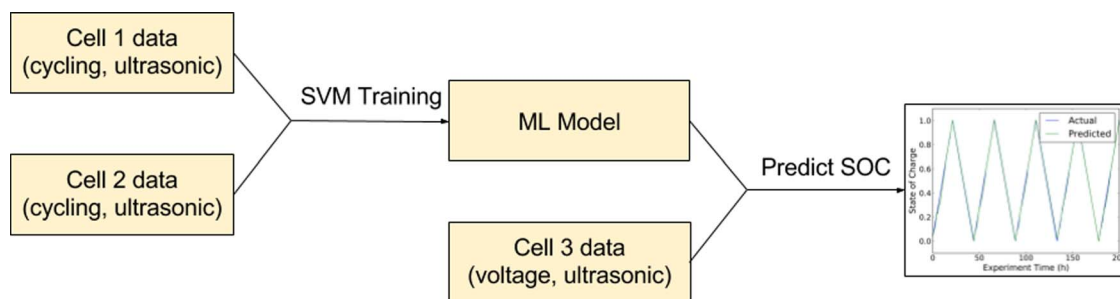 Cell 1 data
(cycling, ultrasonic)
SVM Training
Cell 2 data
(cycling, ultrasonic)
ML Model
Cell 3 data
(voltage, ultrasonic)
Predict SOC
Actual
Predicted
State of Charge
1.0
0.8
0.6
0.4
0.2
0.0
0 50 100 150 20
Experiment Time (h)